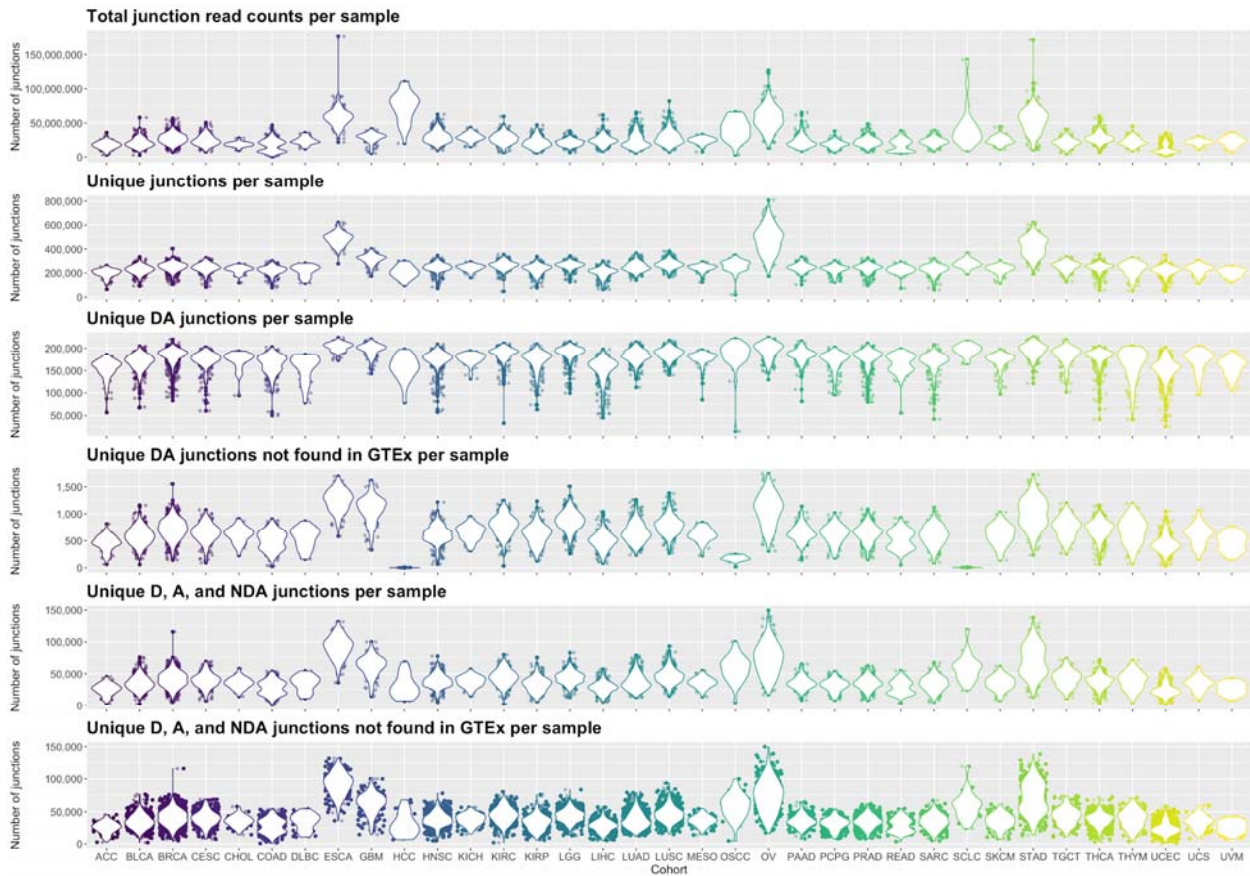 Total junction read counts per sample
Number of junctions
150,000,000
100,000,000
50,000,000
0
Unique junctions per sample
Number of junctions
800,000
600,000
400,000
200,000
0
Unique DA junctions per sample
Number of junctions
200,000
150,000
100,000
50,000
Unique DA junctions not found in GTEx per sample
Number of junctions
1,500
1,000
500
0
Unique D, A, and NDA junctions per sample
Number of junctions
150,000
100,000
50,000
0
Unique D, A, and NDA junctions not found in GTEx per sample
Number of junctions
150,000
100,000
50,000
0
ACC BLCA BRCA CESC CHOL COAD DLBC ESCA GBM HCC HNSC KICH KIRC KIRP LGG LIHC LUAD LUSC MESO OSCC OV PAAD PCPG PRAD READ SARC SCLC SKCM STAD TGCT THCA THYM UCEC UCS UVM
Cohort